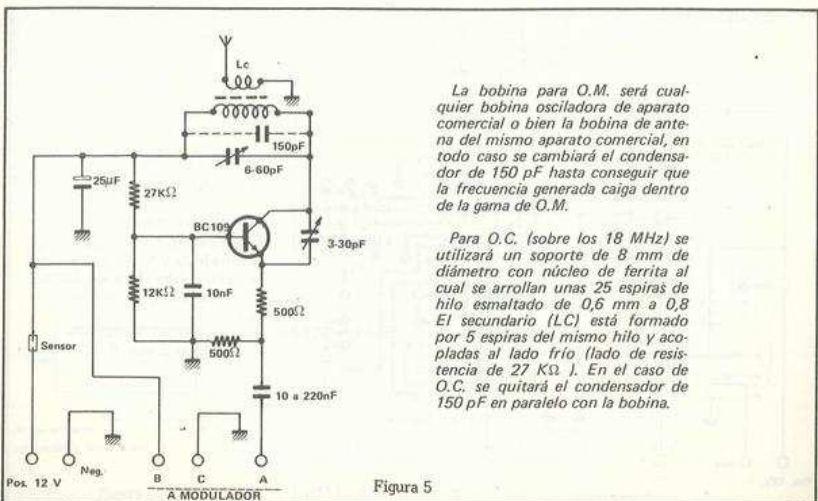 Lc
150pF
6-60pF
25µF
27KΩ
BC109
3-30pF
12KΩ
10nF
500Ω
500Ω
Sensor
10 a 220nF
Pos. 12 V
Neg.
B
C
A
A MODULADOR
Figura 5
La bobina para O.M. será cual-
quier bobina osciladora de aparato
comercial o bien la bobina de ante-
na del mismo aparato comercial, en
todo caso se cambiará el condensa-
dor de 150 pF hasta conseguir que
la frecuencia generada caiga dentro
de la gama de O.M.
Para O.C. (sobre los 18 MHz) se
utilizará un soporte de 8 mm de
diámetro con núcleo de ferrita al
cual se arrollan unas 25 espiras de
hilo esmaltado de 0,6 mm a 0,8
El secundario (LC) está formado
por 5 espiras del mismo hilo y aco-
pladas al lado frío (lado de resis-
tencia de 27 KΩ ). En el caso de
O.C. se quitará el condensador de
150 pF en paralelo con la bobina.